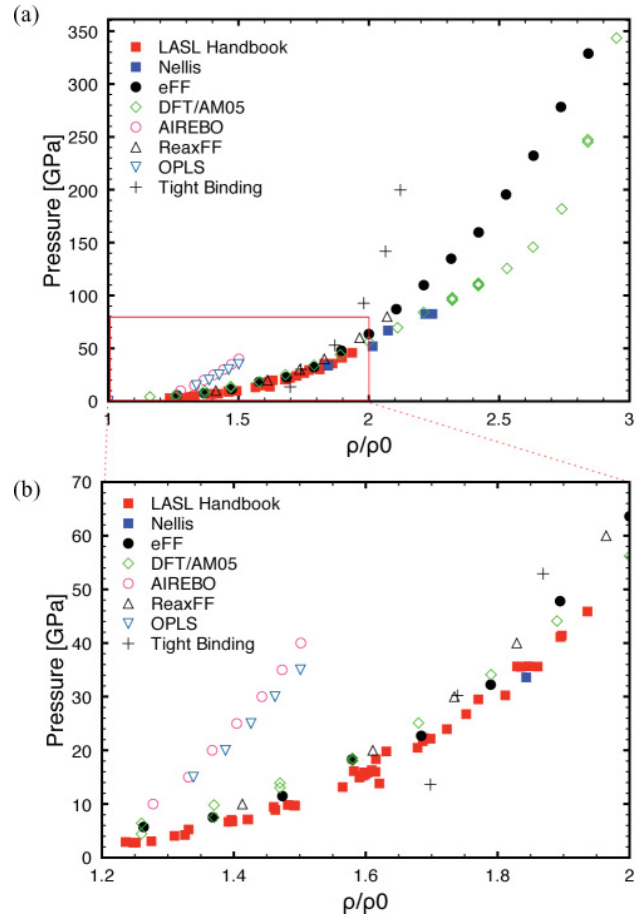 (a)
350
300
250
200
150
100
50
0
Pressure [GPa]
LASL Handbook
Nellis
eFF
DFT/AM05
AIREBO
ReaxFF
OPLS
Tight Binding
1 1.5 2 2.5 3
ρ/ρ0
(b)
70
60
50
40
30
20
10
0
Pressure [GPa]
LASL Handbook
Nellis
eFF
DFT/AM05
AIREBO
ReaxFF
OPLS
Tight Binding
1.2 1.4 1.6 1.8 2
ρ/ρ0